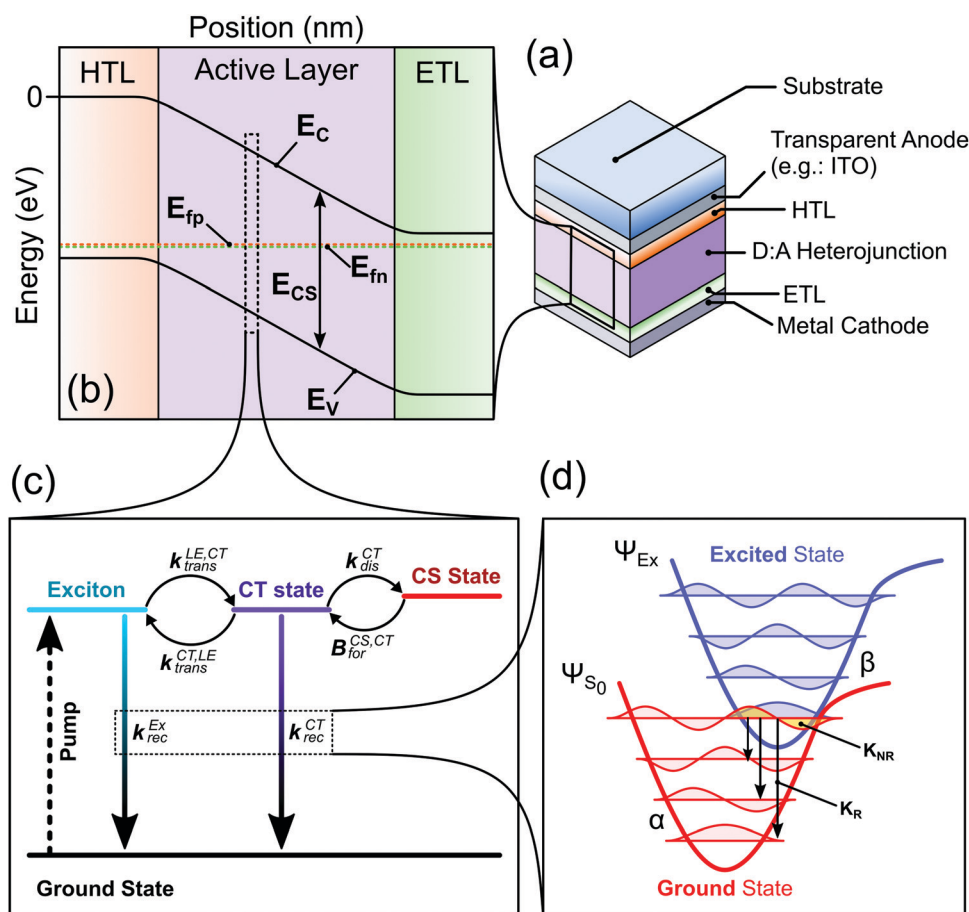 Position (nm)
HTL
Active Layer
ETL
(a)
0
Energy (eV)
E_C
E_fp
E_fn
E_CS
E_V
(b)
Substrate
Transparent Anode
(e.g.: ITO)
HTL
D:A Heterojunction
ETL
Metal Cathode
(c)
k_trans^LE,CT
k_dis^CT
Exciton
CT state
CS State
k_trans^CT,LE
B_for^CS,CT
Pump
k_rec^Ex
k_rec^CT
Ground State
(d)
Ψ_Ex
Excited State
β
Ψ_S0
K_NR
K_R
α
Ground State